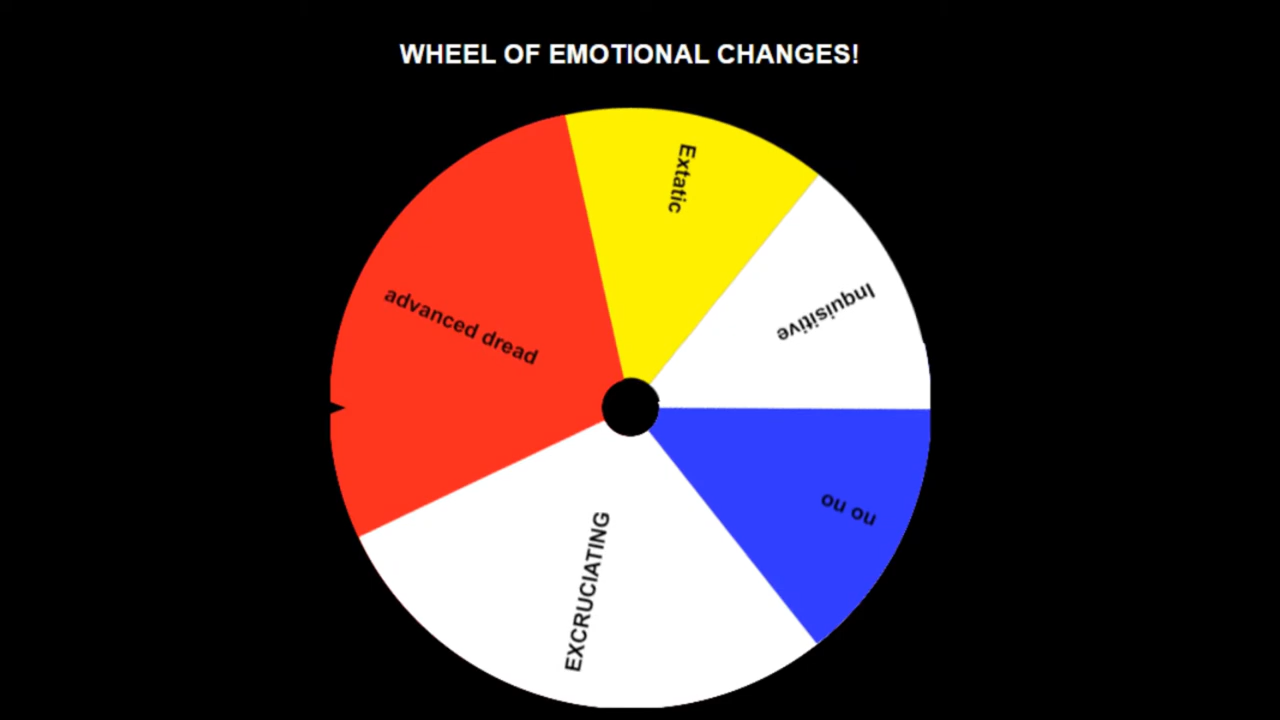 WHEEL OF EMOTIONAL CHANGES!
Extatic
Inquisitive
advanced dread
no no
EXCRUCIATING